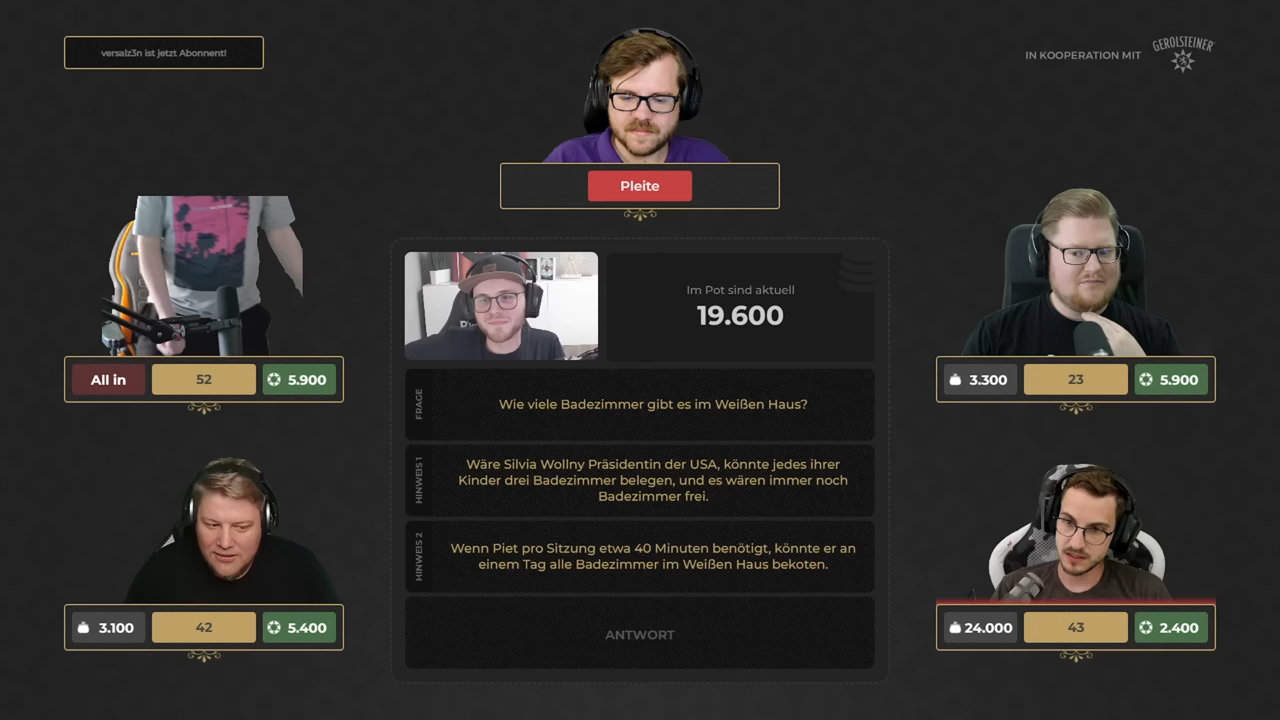 versalz3n ist jetzt Abonnent!
IN KOOPERATION MIT
GEROLSTEINER
Pleite
Im Pot sind aktuell
19.600
All in
52
5.900
3.300
23
5.900
FRAGE
Wie viele Badezimmer gibt es im Weißen Haus?
HINWEIS 1
Wäre Silvia Wollny Präsidentin der USA, könnte jedes ihrer
Kinder drei Badezimmer belegen, und es wären immer noch
Badezimmer frei.
HINWEIS 2
Wenn Piet pro Sitzung etwa 40 Minuten benötigt, könnte er an
einem Tag alle Badezimmer im Weißen Haus bekoten.
3.100
42
5.400
ANTWORT
24.000
43
2.400